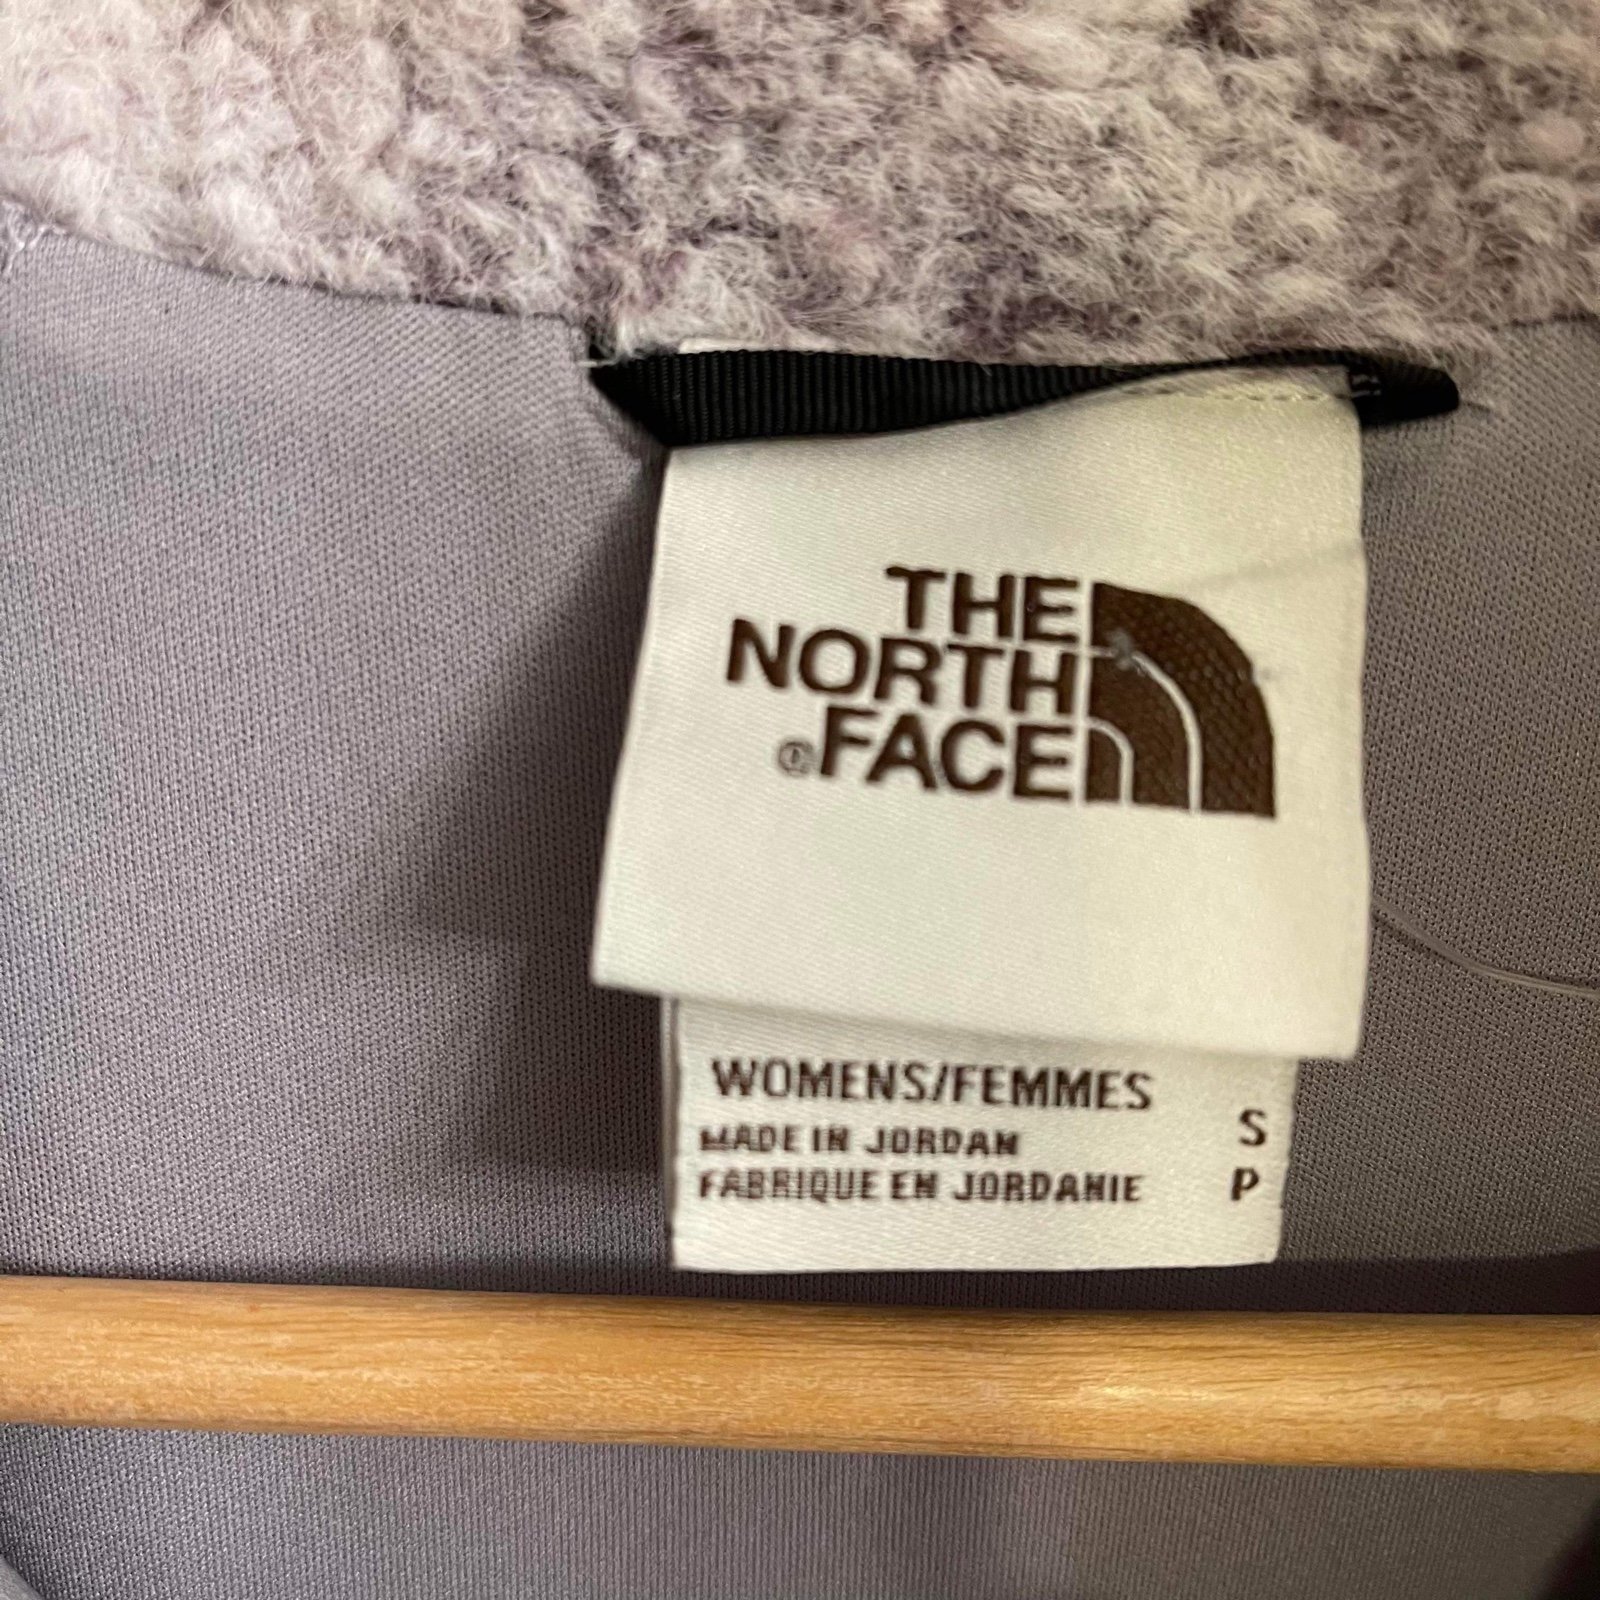 THE
NORTH
®FACE
WOMENS/FEMMES
MADE IN JORDAN S
FABRIQUE EN JORDANIE P